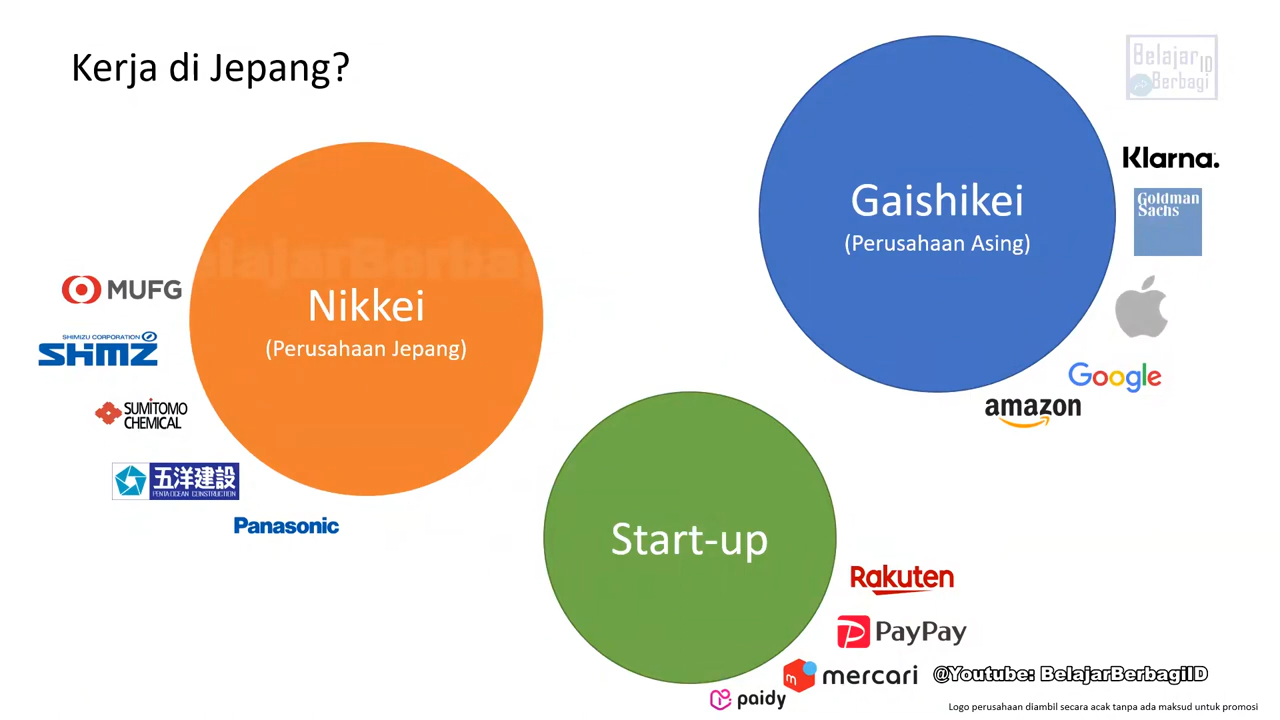 Kerja di Jepang?
Belajar
ID
Berbagi
Nikkei
(Perusahaan Jepang)
BelajarBerbagi
MUFG
SHIMIZU CORPORATION
SHMZ
SUMITOMO
CHEMICAL
五洋建設
PENTA-OCEAN CONSTRUCTION
Panasonic
Gaishikei
(Perusahaan Asing)
Klarna.
Goldman
Sachs
Google
amazon
Start-up
Rakuten
PayPay
mercari
paidy
@Youtube: BelajarBerbagiID
Logo perusahaan diambil secara acak tanpa ada maksud untuk promosi